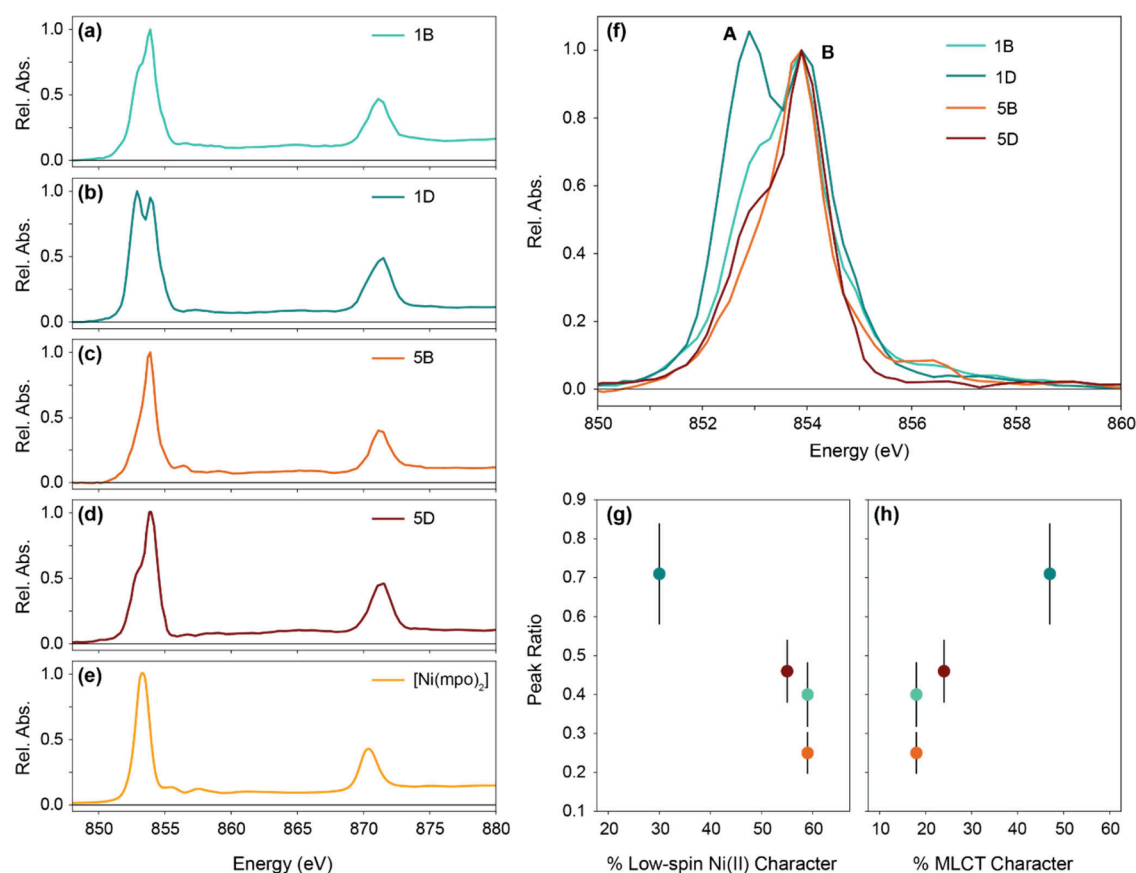 (a)
1B
Rel. Abs.
1.0
0.5
0.0
(b)
1D
Rel. Abs.
1.0
0.5
0.0
(c)
5B
Rel. Abs.
1.0
0.5
0.0
(d)
5D
Rel. Abs.
1.0
0.5
0.0
(e)
[Ni(mpo)₂]
Rel. Abs.
1.0
0.5
0.0
850 855 860 865 870 875 880
Energy (eV)
(f)
A
B
1B
1D
5B
5D
Rel. Abs.
1.0
0.8
0.6
0.4
0.2
0.0
850 852 854 856 858 860
Energy (eV)
(g)
Peak Ratio
0.9
0.8
0.7
0.6
0.5
0.4
0.3
0.2
0.1
20 30 40 50 60
% Low-spin Ni(II) Character
(h)
10 20 30 40 50 60
% MLCT Character